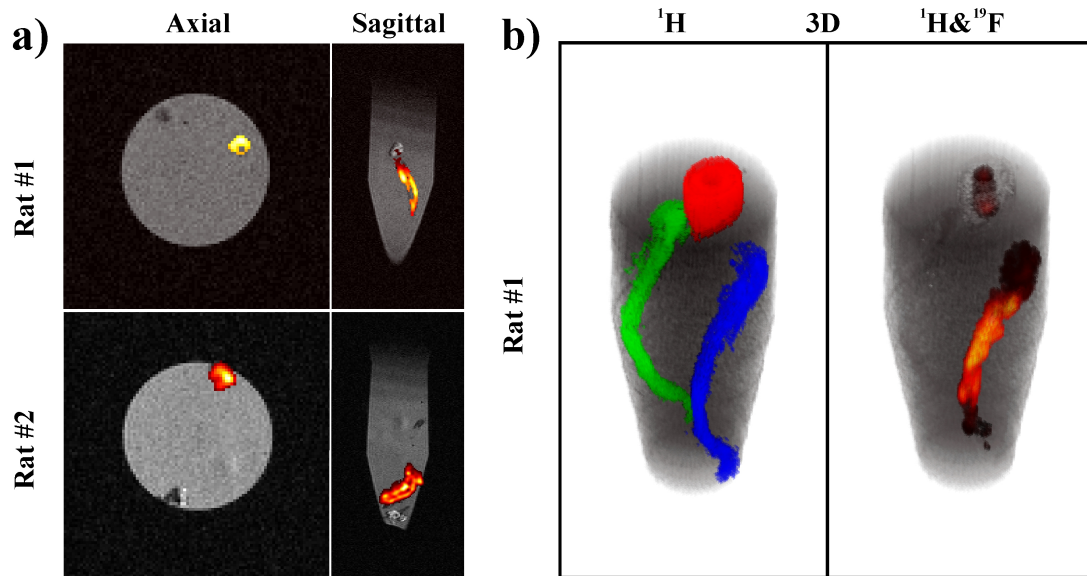 a)
Axial
Sagittal
Rat #1
Rat #2
b)
¹H
3D
¹H&¹⁹F
Rat #1